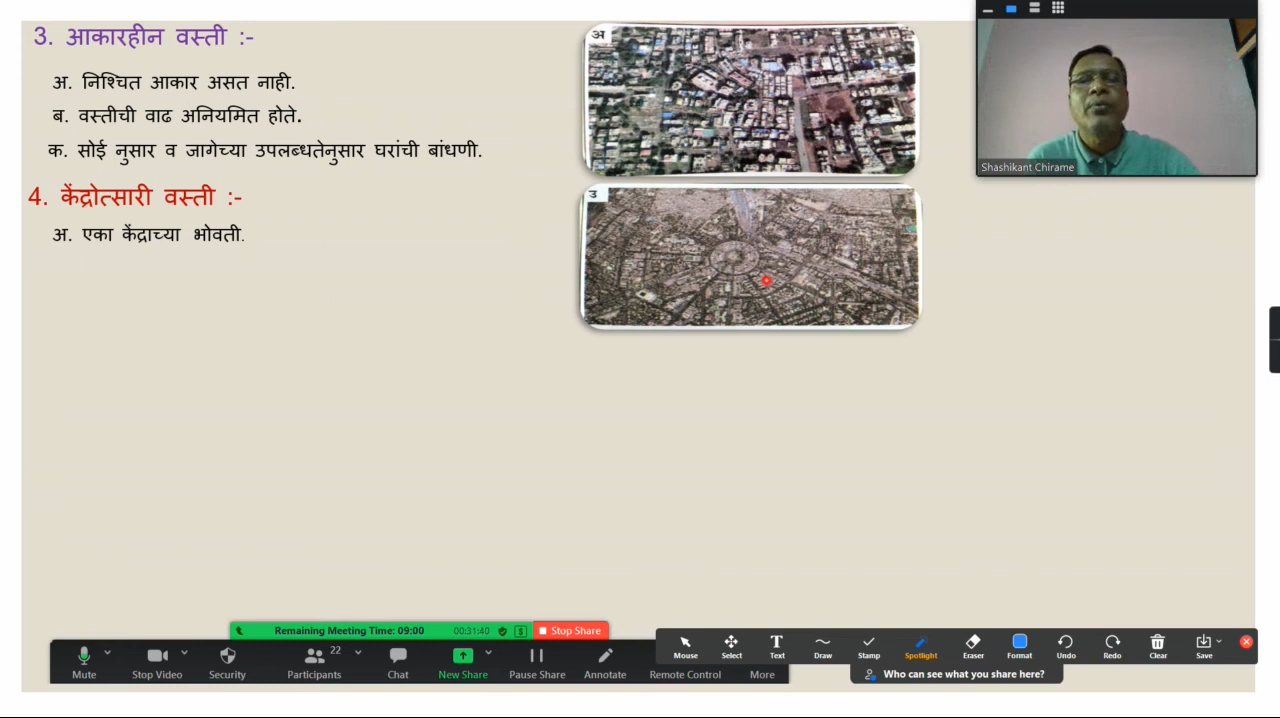 3. आकारहीन वस्ती :-
अ. निश्चित आकार असत नाही.
ब. वस्तीची वाढ अनियमित होते.
क. सोई नुसार व जागेच्या उपलब्धतेनुसार घरांची बांधणी.
4. केंद्रोत्सारी वस्ती :-
अ. एका केंद्राच्या भोवती.
अ
उ
Shashikant Chirame
Remaining Meeting Time: 09:00 00:31:40 Stop Share
Mute Stop Video Security Participants 22 Chat New Share Pause Share Annotate Remote Control More
Mouse Select Text Draw Stamp Spotlight Eraser Format Undo Redo Clear Save
Who can see what you share here?